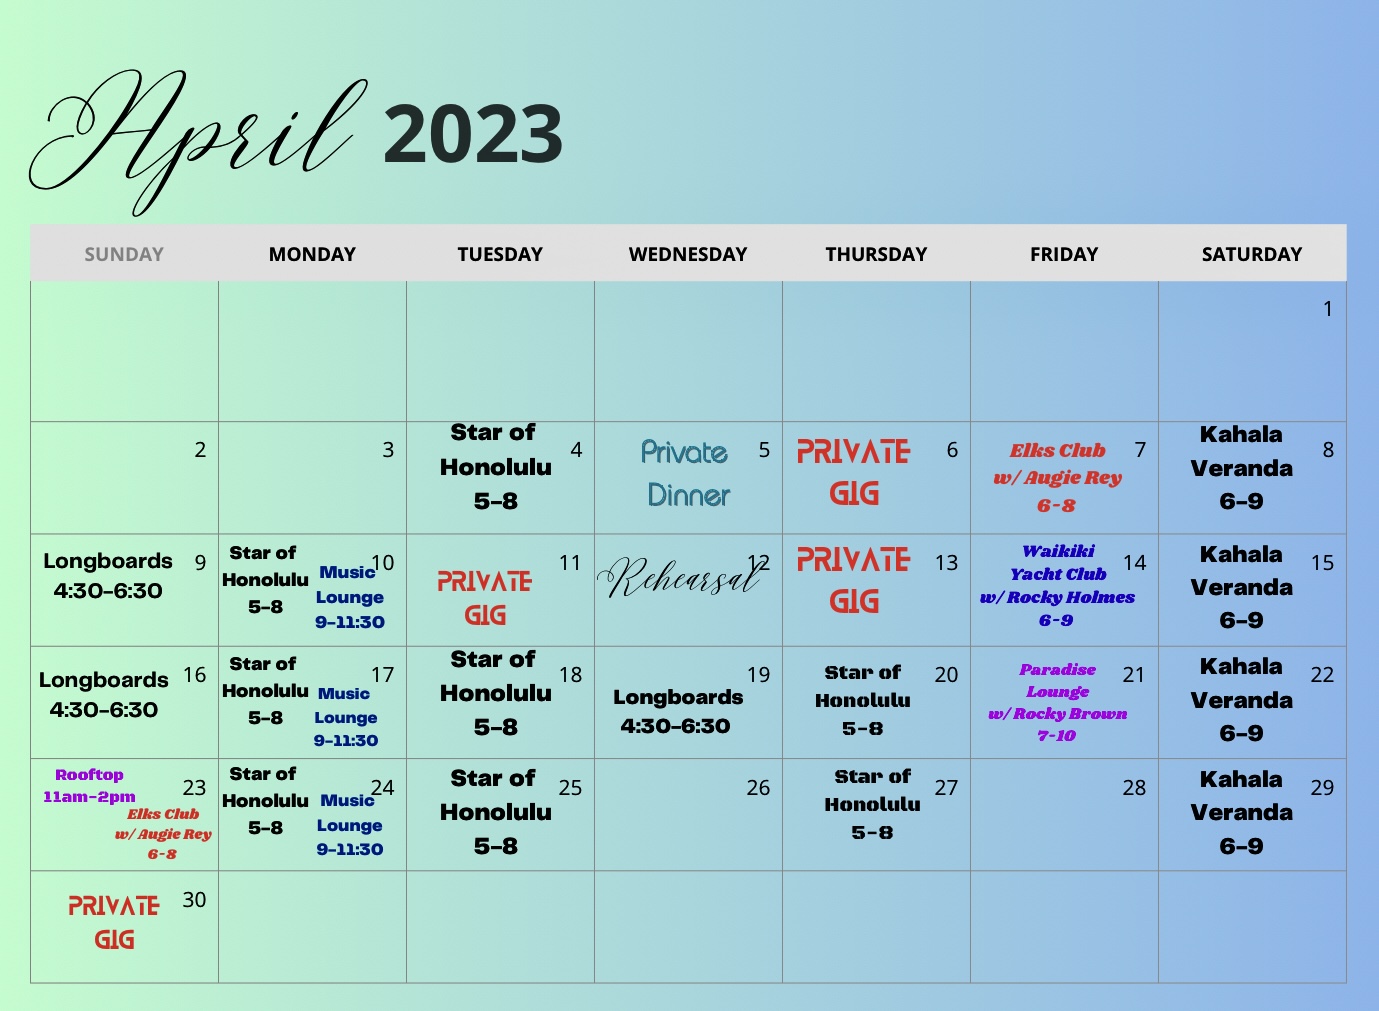 April 2023
SUNDAY MONDAY TUESDAY WEDNESDAY THURSDAY FRIDAY SATURDAY
1
2
3
Star of
Honolulu
5-8
4
Private
Dinner
5
PRIVATE
GIG
6
Elks Club
w/ Augie Rey
6-8
7
Kahala
Veranda
6-9
8
Longboards
4:30-6:30
9
Star of
Honolulu
5-8
Music
Lounge
9-11:30
10
PRIVATE
GIG
11
Rehearsal
12
PRIVATE
GIG
13
Waikiki
Yacht Club
w/ Rocky Holmes
6-9
14
Kahala
Veranda
6-9
15
Longboards
4:30-6:30
16
Star of
Honolulu
5-8
Music
Lounge
9-11:30
17
Star of
Honolulu
5-8
18
Longboards
4:30-6:30
19
Star of
Honolulu
5-8
20
Paradise
Lounge
w/ Rocky Brown
7-10
21
Kahala
Veranda
6-9
22
Rooftop
11am-2pm
Elks Club
w/ Augie Rey
6-8
23
Star of
Honolulu
5-8
Music
Lounge
9-11:30
24
Star of
Honolulu
5-8
25
26
Star of
Honolulu
5-8
27
28
Kahala
Veranda
6-9
29
PRIVATE
GIG
30